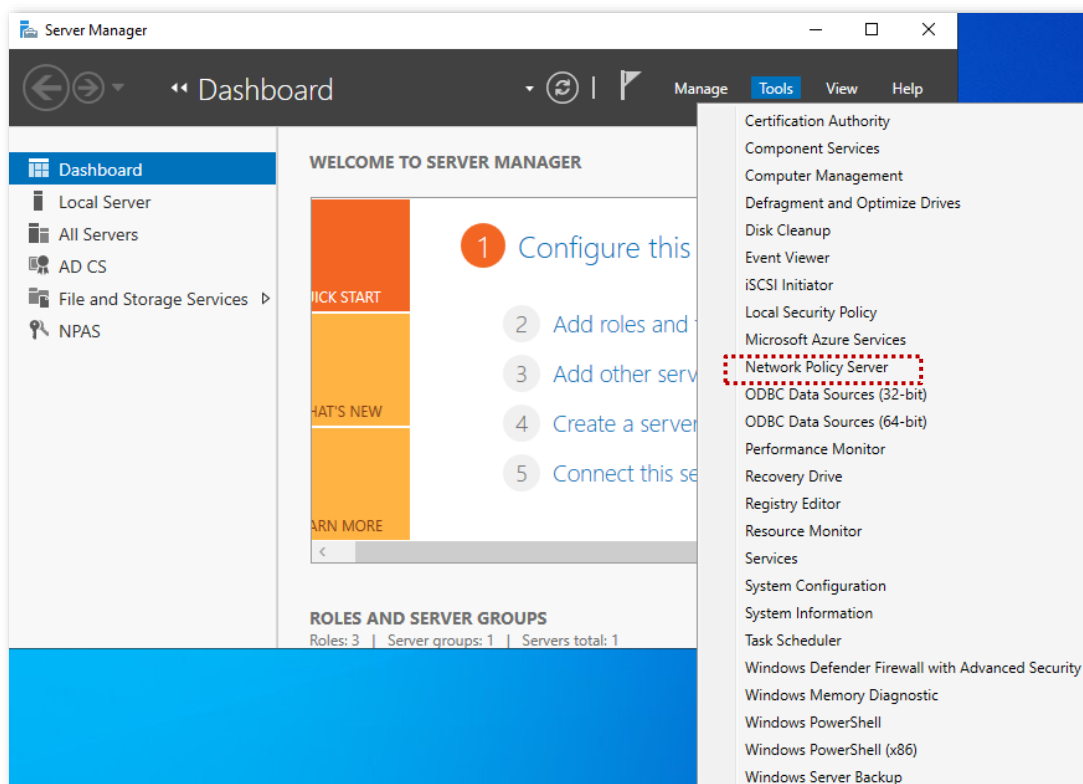 Server Manager
Dashboard
Manage Tools View Help
Dashboard
Local Server
All Servers
AD CS
File and Storage Services
NPAS
WELCOME TO SERVER MANAGER
UICK START
HAT'S NEW
ARN MORE
1 Configure this
2 Add roles and f
3 Add other serv
4 Create a server
5 Connect this se
ROLES AND SERVER GROUPS
Roles: 3 | Server groups: 1 | Servers total: 1
Certification Authority
Component Services
Computer Management
Defragment and Optimize Drives
Disk Cleanup
Event Viewer
iSCSI Initiator
Local Security Policy
Microsoft Azure Services
Network Policy Server
ODBC Data Sources (32-bit)
ODBC Data Sources (64-bit)
Performance Monitor
Recovery Drive
Registry Editor
Resource Monitor
Services
System Configuration
System Information
Task Scheduler
Windows Defender Firewall with Advanced Security
Windows Memory Diagnostic
Windows PowerShell
Windows PowerShell (x86)
Windows Server Backup